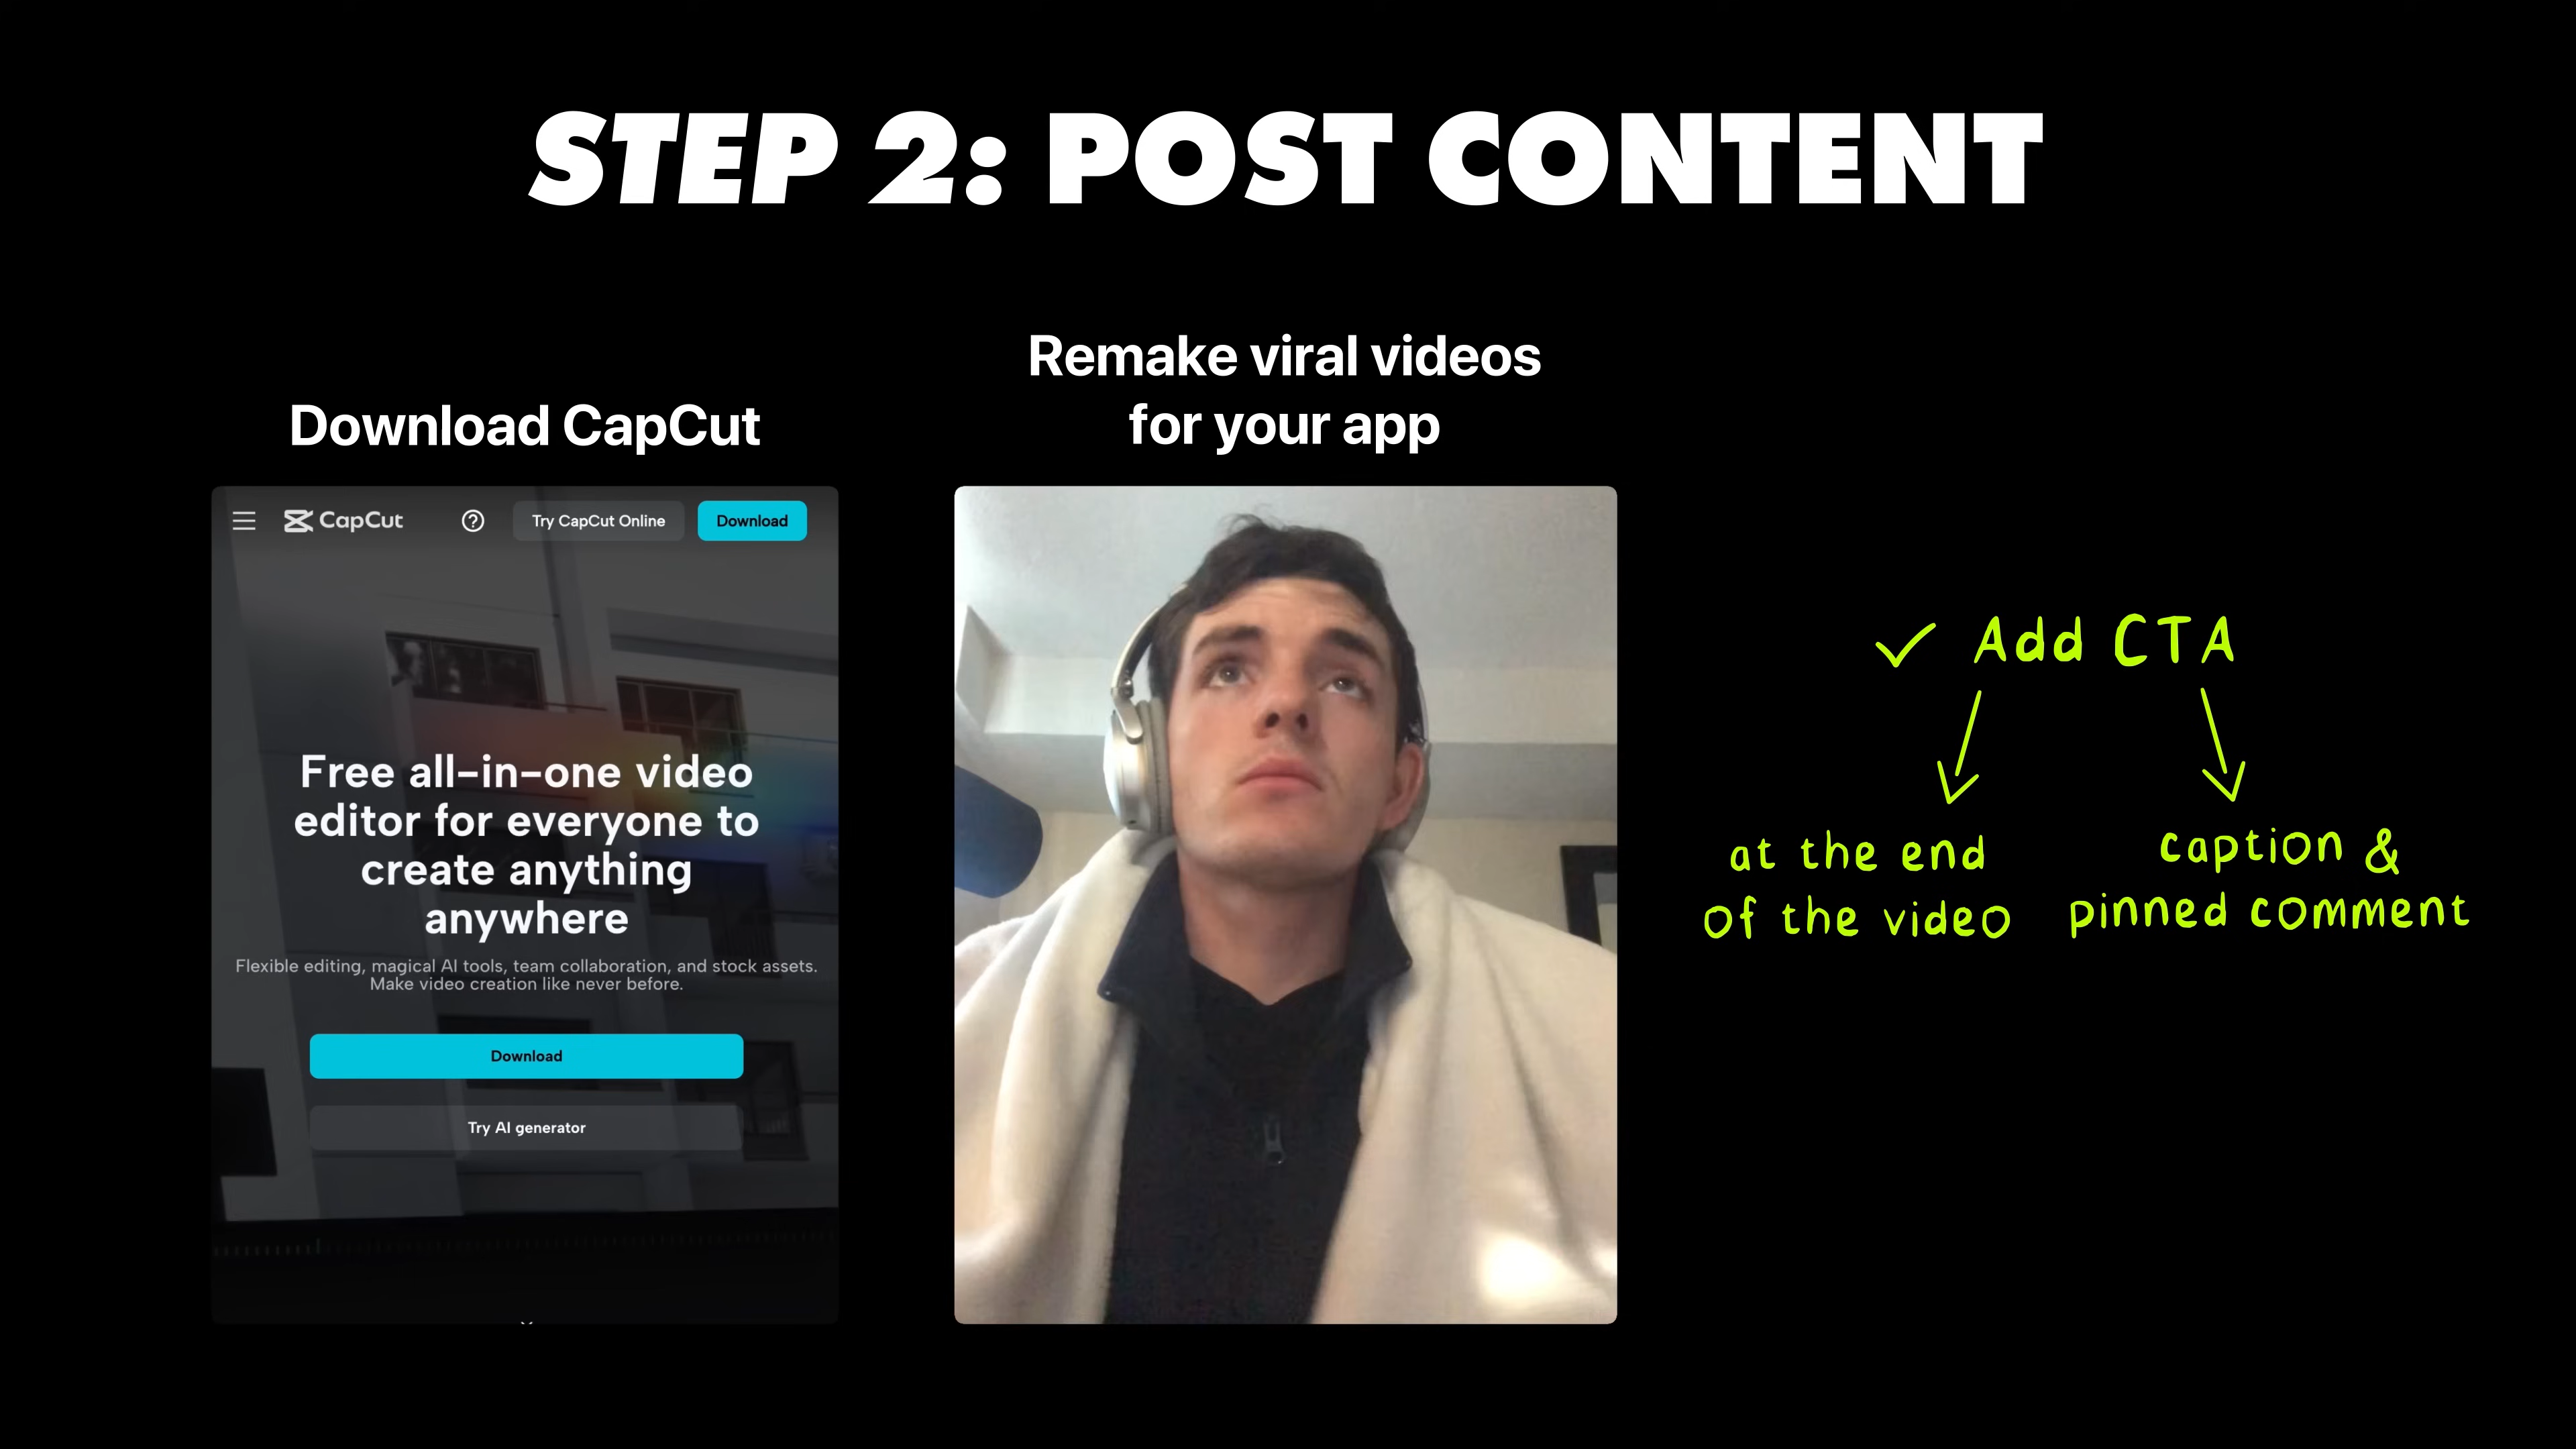 STEP 2: POST CONTENT
Download CapCut
CapCut
Try CapCut Online
Download
Free all-in-one video
editor for everyone to
create anything
anywhere
Flexible editing, magical AI tools, team collaboration, and stock assets.
Make video creation like never before.
Download
Try AI generator
Remake viral videos
for your app
Add CTA
at the end
of the video
caption &
pinned comment